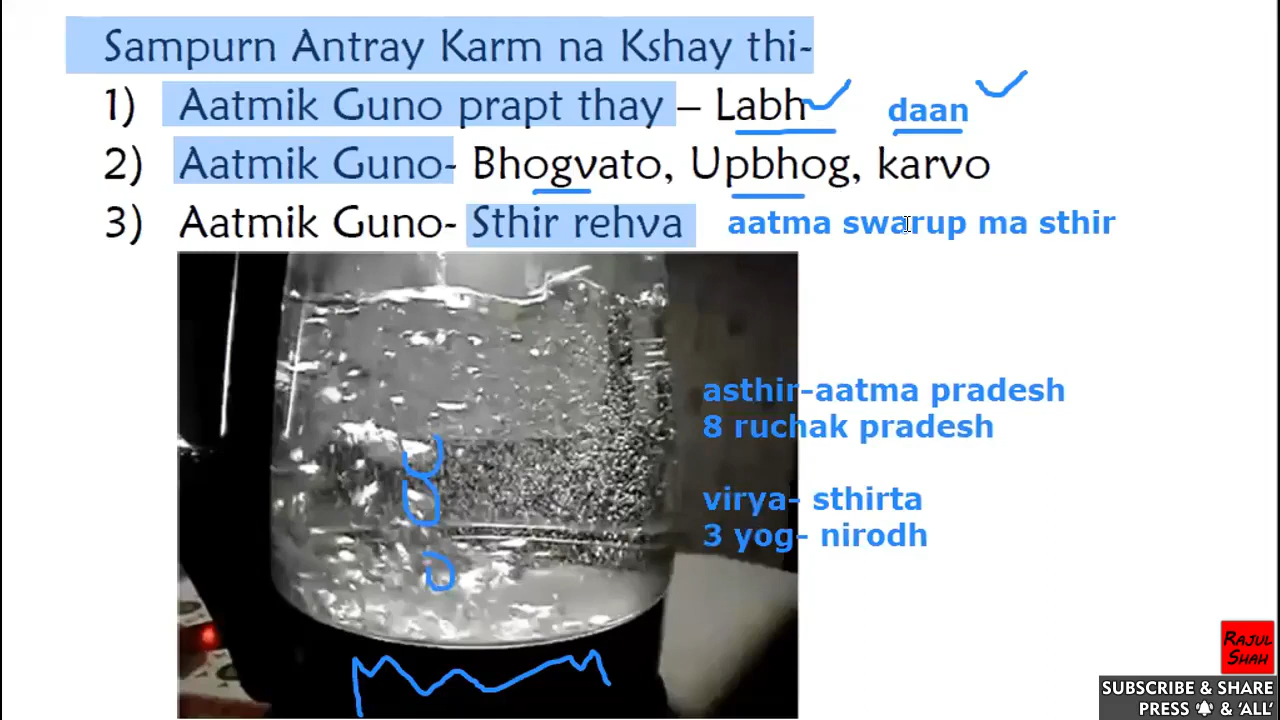 Sampurn Antray Karm na Kshay thi-
1) Aatmik Guno prapt thay – Labh daan
2) Aatmik Guno- Bhogvato, Upbhog, karvo
3) Aatmik Guno- Sthir rehva aatma swarup ma sthir
asthir-aatma pradesh
8 ruchak pradesh
virya- sthirta
3 yog- nirodh
RAJUL
SHAH
SUBSCRIBE & SHARE
PRESS & ‘ALL’